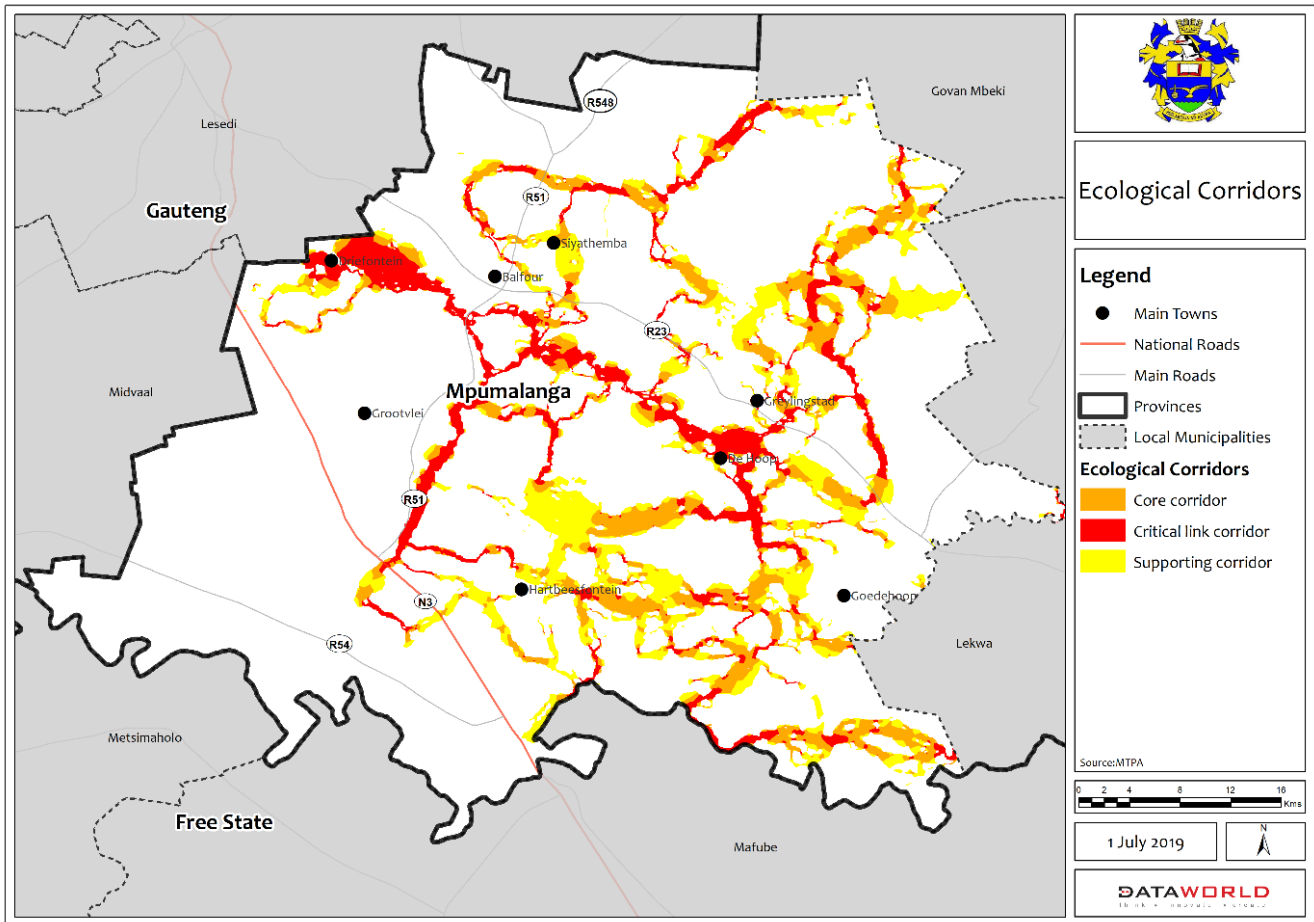 R548
Govan Mbeki
Lesedi
Gauteng
R51
Siyathemba
Driefontein
Balfour
R23
Midvaal
Mpumalanga
Grootvlei
Greylingstad
De Hoop
R51
Hartbeesfontein
Goedehoop
N3
R54
Lekwa
Metsimaholo
Free State
Mafube
Ecological Corridors
Legend
Main Towns
National Roads
Main Roads
Provinces
Local Municipalities
Ecological Corridors
Core corridor
Critical link corridor
Supporting corridor
Source:MTPA
0 2 4 8 12 16
Kms
1 July 2019
N
DATAWORLD